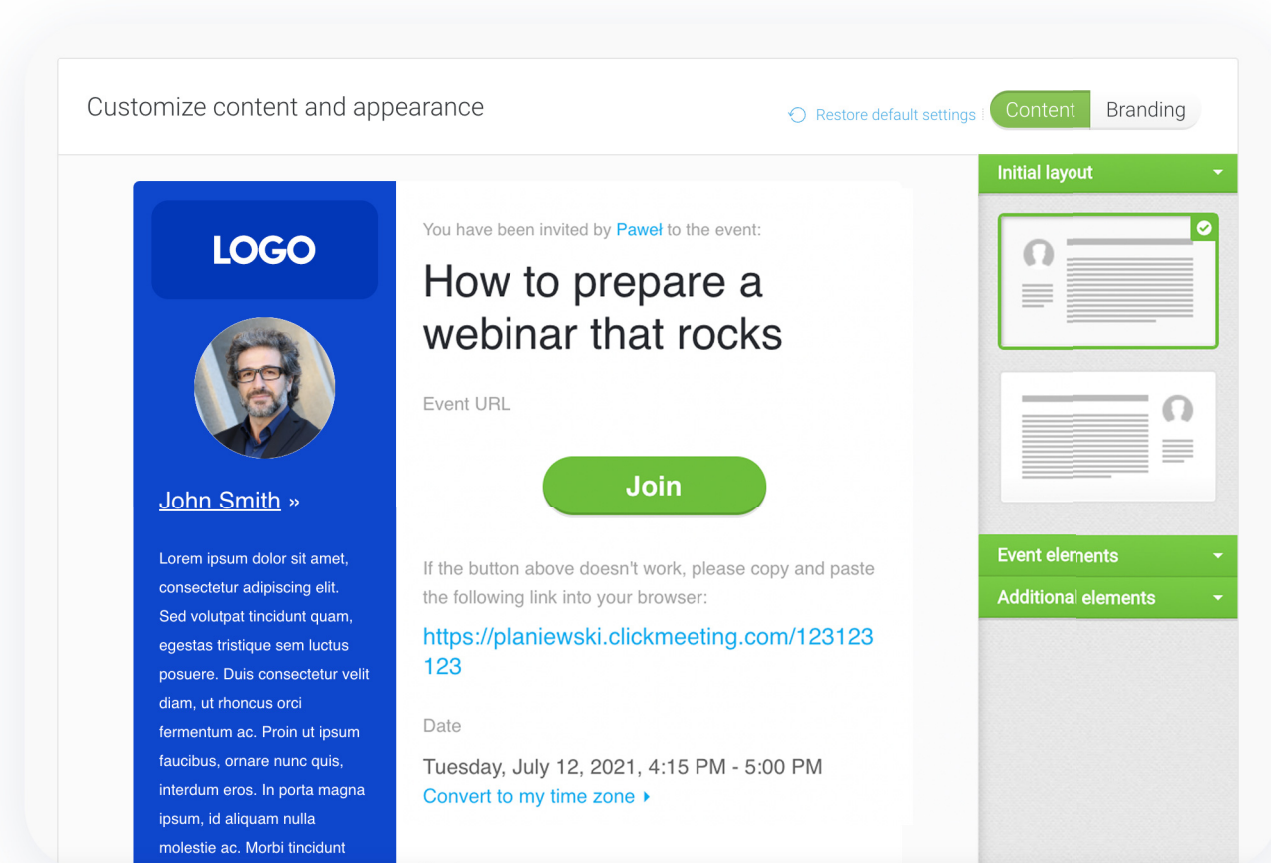 Customize content and appearance
Restore default settings
Content
Branding
LOGO
John Smith »
Lorem ipsum dolor sit amet,
consectetur adipiscing elit.
Sed volutpat tincidunt quam,
egestas tristique sem luctus
posuere. Duis consectetur velit
diam, ut rhoncus orci
fermentum ac. Proin ut ipsum
faucibus, ornare nunc quis,
interdum eros. In porta magna
ipsum, id aliquam nulla
molestie ac. Morbi tincidunt
You have been invited by Paweł to the event:
How to prepare a
webinar that rocks
Event URL
Join
If the button above doesn't work, please copy and paste
the following link into your browser:
https://planiewski.clickmeeting.com/123123
123
Date
Tuesday, July 12, 2021, 4:15 PM - 5:00 PM
Convert to my time zone
Initial layout
Event elements
Additional elements